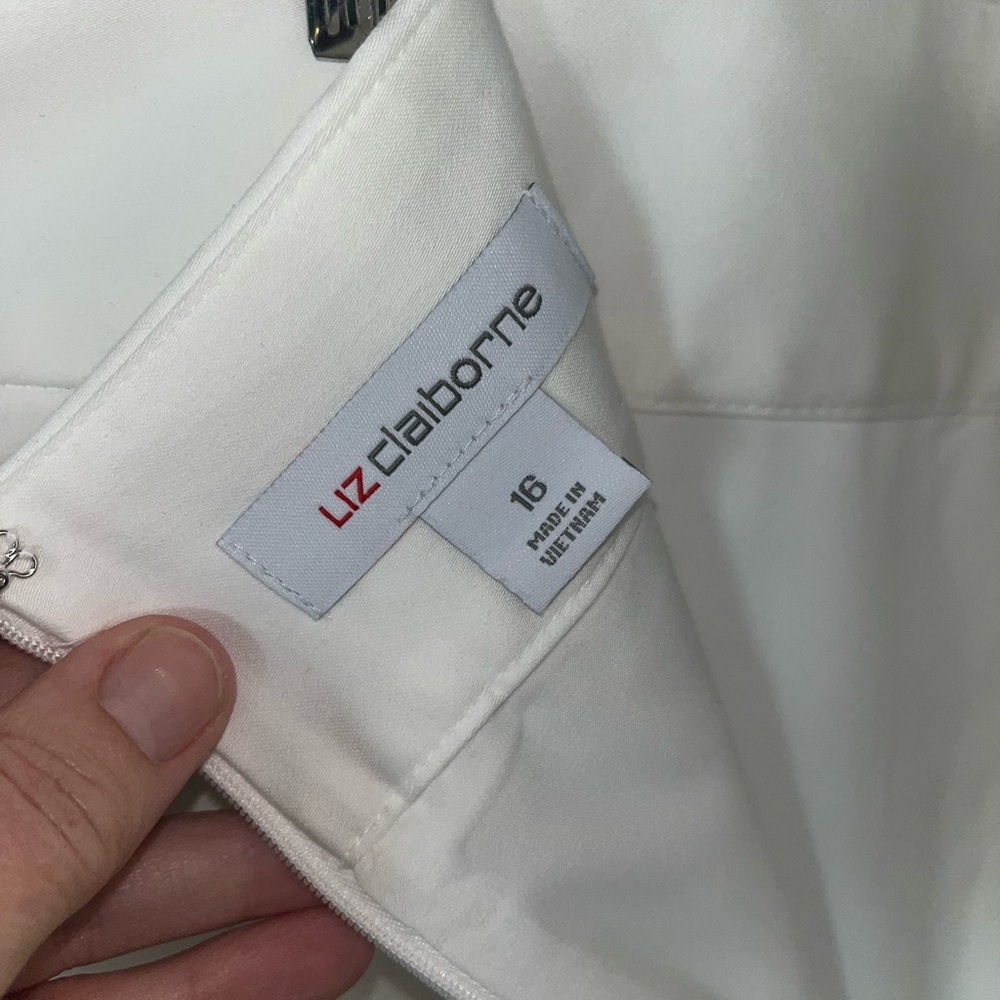 LIZ claiborne
16
MADE IN
VIETNAM